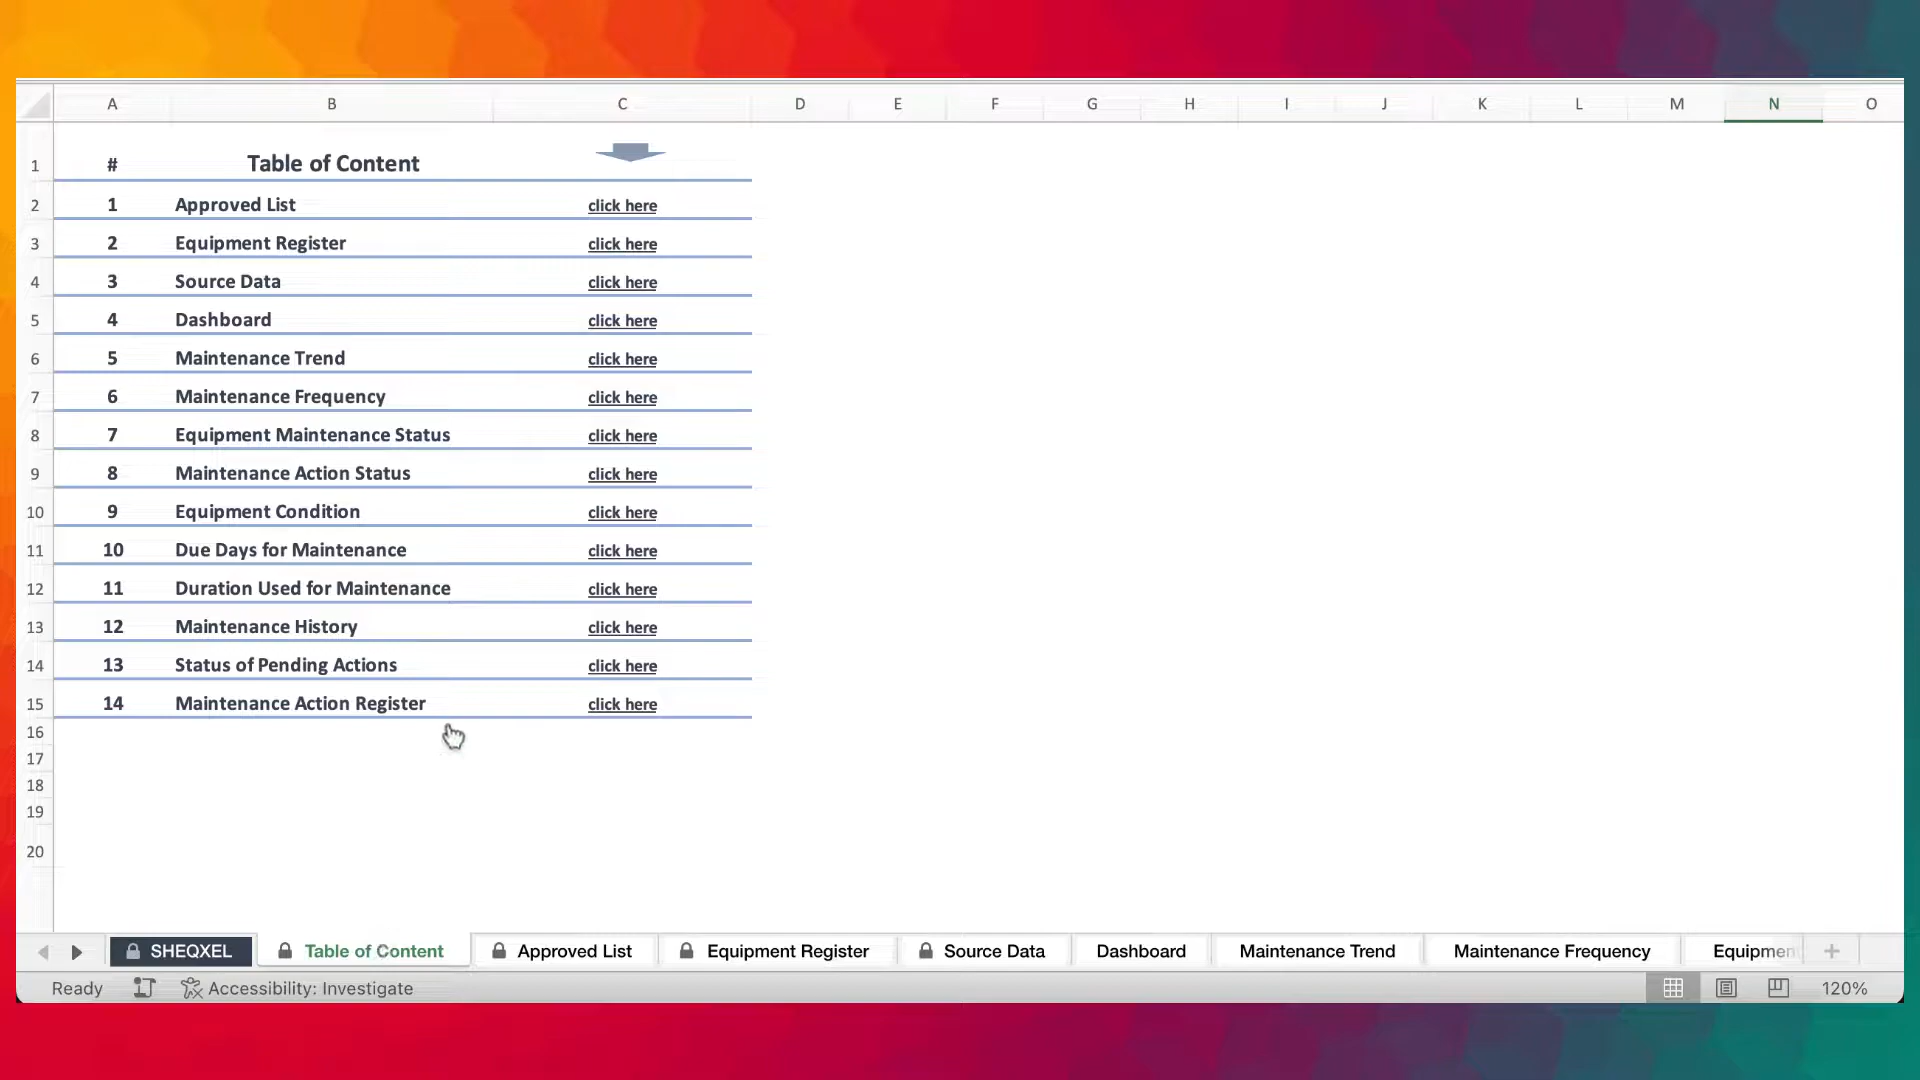 A B C D E F G H I J K L M N O
1 # Table of Content
2 1 Approved List click here
3 2 Equipment Register click here
4 3 Source Data click here
5 4 Dashboard click here
6 5 Maintenance Trend click here
7 6 Maintenance Frequency click here
8 7 Equipment Maintenance Status click here
9 8 Maintenance Action Status click here
10 9 Equipment Condition click here
11 10 Due Days for Maintenance click here
12 11 Duration Used for Maintenance click here
13 12 Maintenance History click here
14 13 Status of Pending Actions click here
15 14 Maintenance Action Register click here
16
17
18
19
20
SHEQXEL Table of Content Approved List Equipment Register Source Data Dashboard Maintenance Trend Maintenance Frequency Equipmen +
Ready Accessibility: Investigate 120%